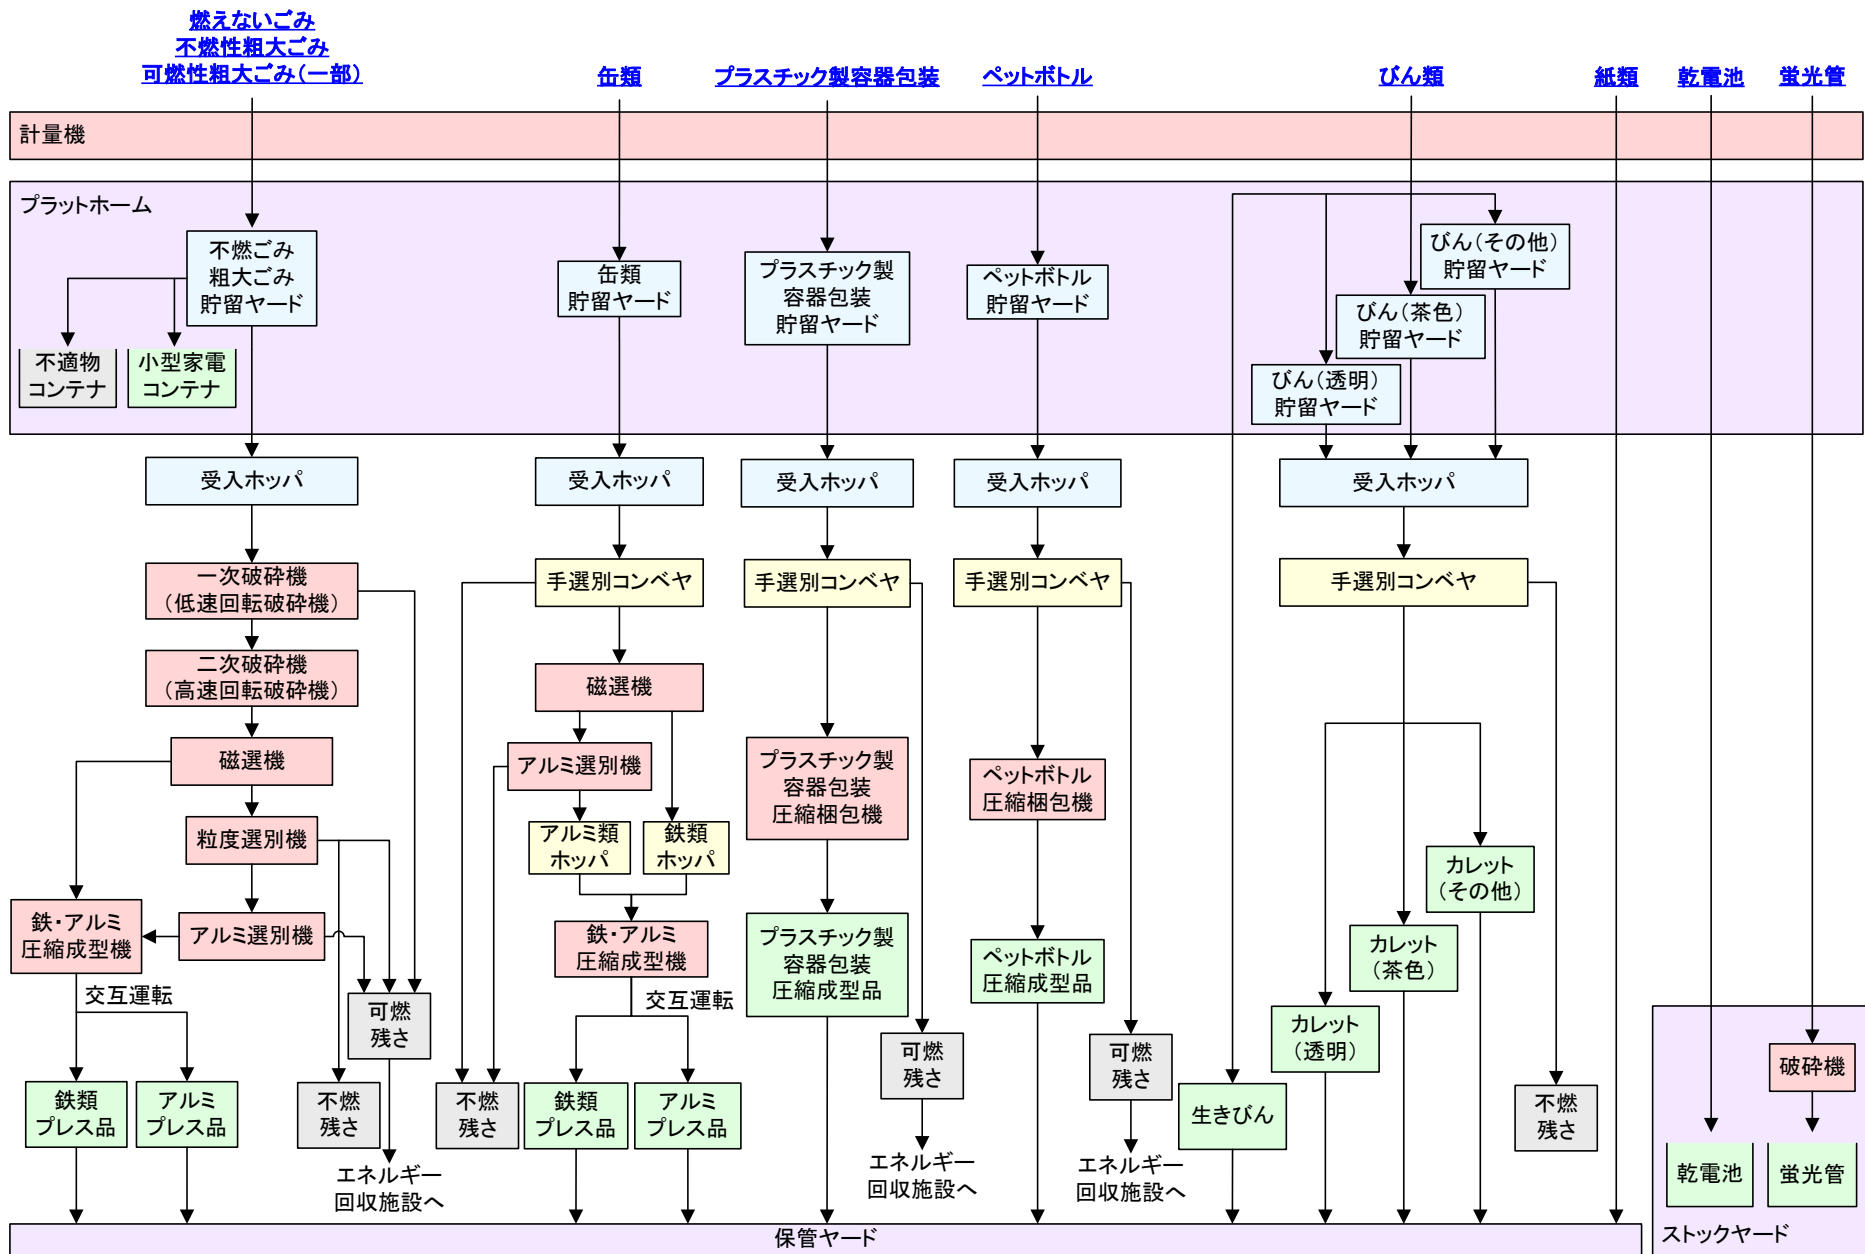 燃えないごみ
不燃性粗大ごみ
可燃性粗大ごみ（一部）
缶類
プラスチック製容器包装
ペットボトル
びん類
紙類
乾電池
蛍光管
計量機
プラットホーム
不燃ごみ
粗大ごみ
貯留ヤード
不適物
コンテナ
小型家電
コンテナ
缶類
貯留ヤード
プラスチック製
容器包装
貯留ヤード
ペットボトル
貯留ヤード
びん（その他）
貯留ヤード
びん（茶色）
貯留ヤード
びん（透明）
貯留ヤード
受入ホッパ
受入ホッパ
受入ホッパ
受入ホッパ
受入ホッパ
一次破砕機
（低速回転破砕機）
二次破砕機
（高速回転破砕機）
磁選機
粒度選別機
アルミ選別機
鉄・アルミ
圧縮成型機
交互運転
鉄類
プレス品
アルミ
プレス品
不燃
残さ
可燃
残さ
エネルギー
回収施設へ
手選別コンベヤ
磁選機
アルミ選別機
アルミ類
ホッパ
鉄類
ホッパ
鉄・アルミ
圧縮成型機
交互運転
不燃
残さ
鉄類
プレス品
アルミ
プレス品
手選別コンベヤ
プラスチック製
容器包装
圧縮梱包機
プラスチック製
容器包装
圧縮成型品
可燃
残さ
エネルギー
回収施設へ
手選別コンベヤ
ペットボトル
圧縮梱包機
ペットボトル
圧縮成型品
可燃
残さ
エネルギー
回収施設へ
手選別コンベヤ
カレット
（その他）
カレット
（茶色）
カレット
（透明）
生きびん
不燃
残さ
破砕機
乾電池
蛍光管
ストックヤード
保管ヤード